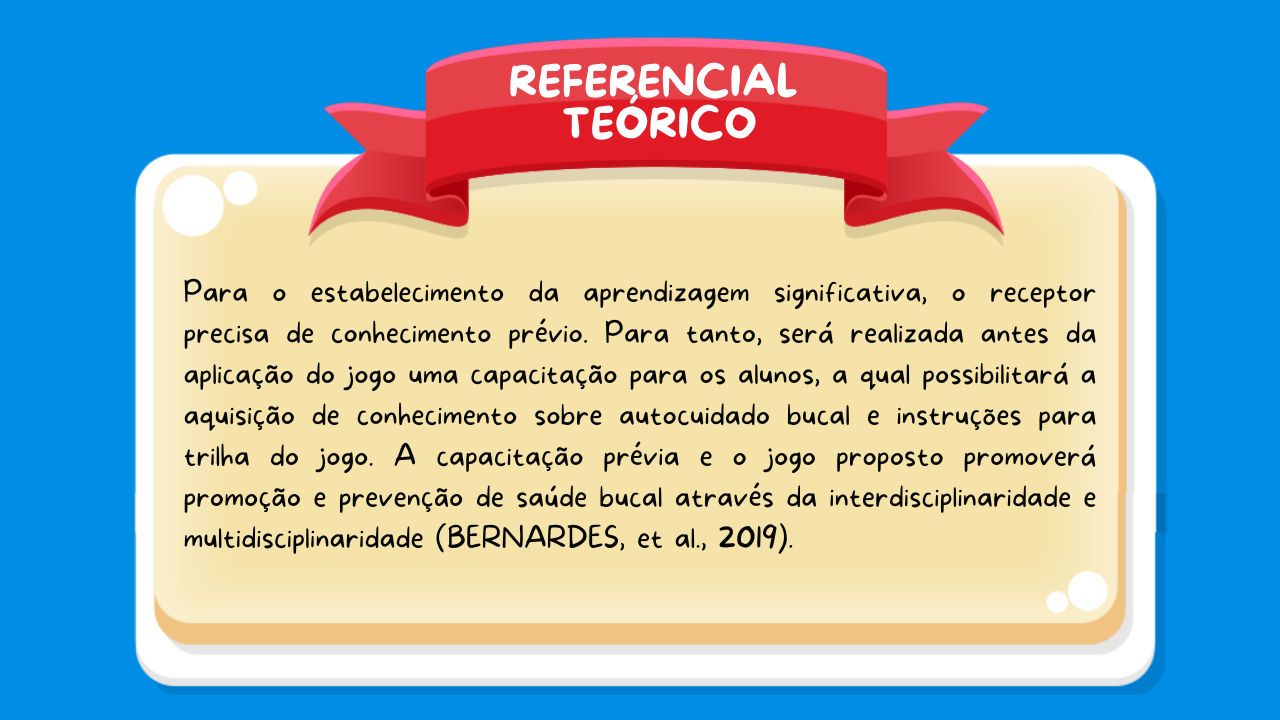 REFERENCIAL
TEÓRICO
Para o estabelecimento da aprendizagem significativa, o receptor
precisa de conhecimento prévio. Para tanto, será realizada antes da
aplicação do jogo uma capacitação para os alunos, a qual possibilitará a
aquisição de conhecimento sobre autocuidado bucal e instruções para
trilha do jogo. A capacitação prévia e o jogo proposto promoverá
promoção e prevenção de saúde bucal através da interdisciplinaridade e
multidisciplinaridade (BERNARDES, et al., 2019).